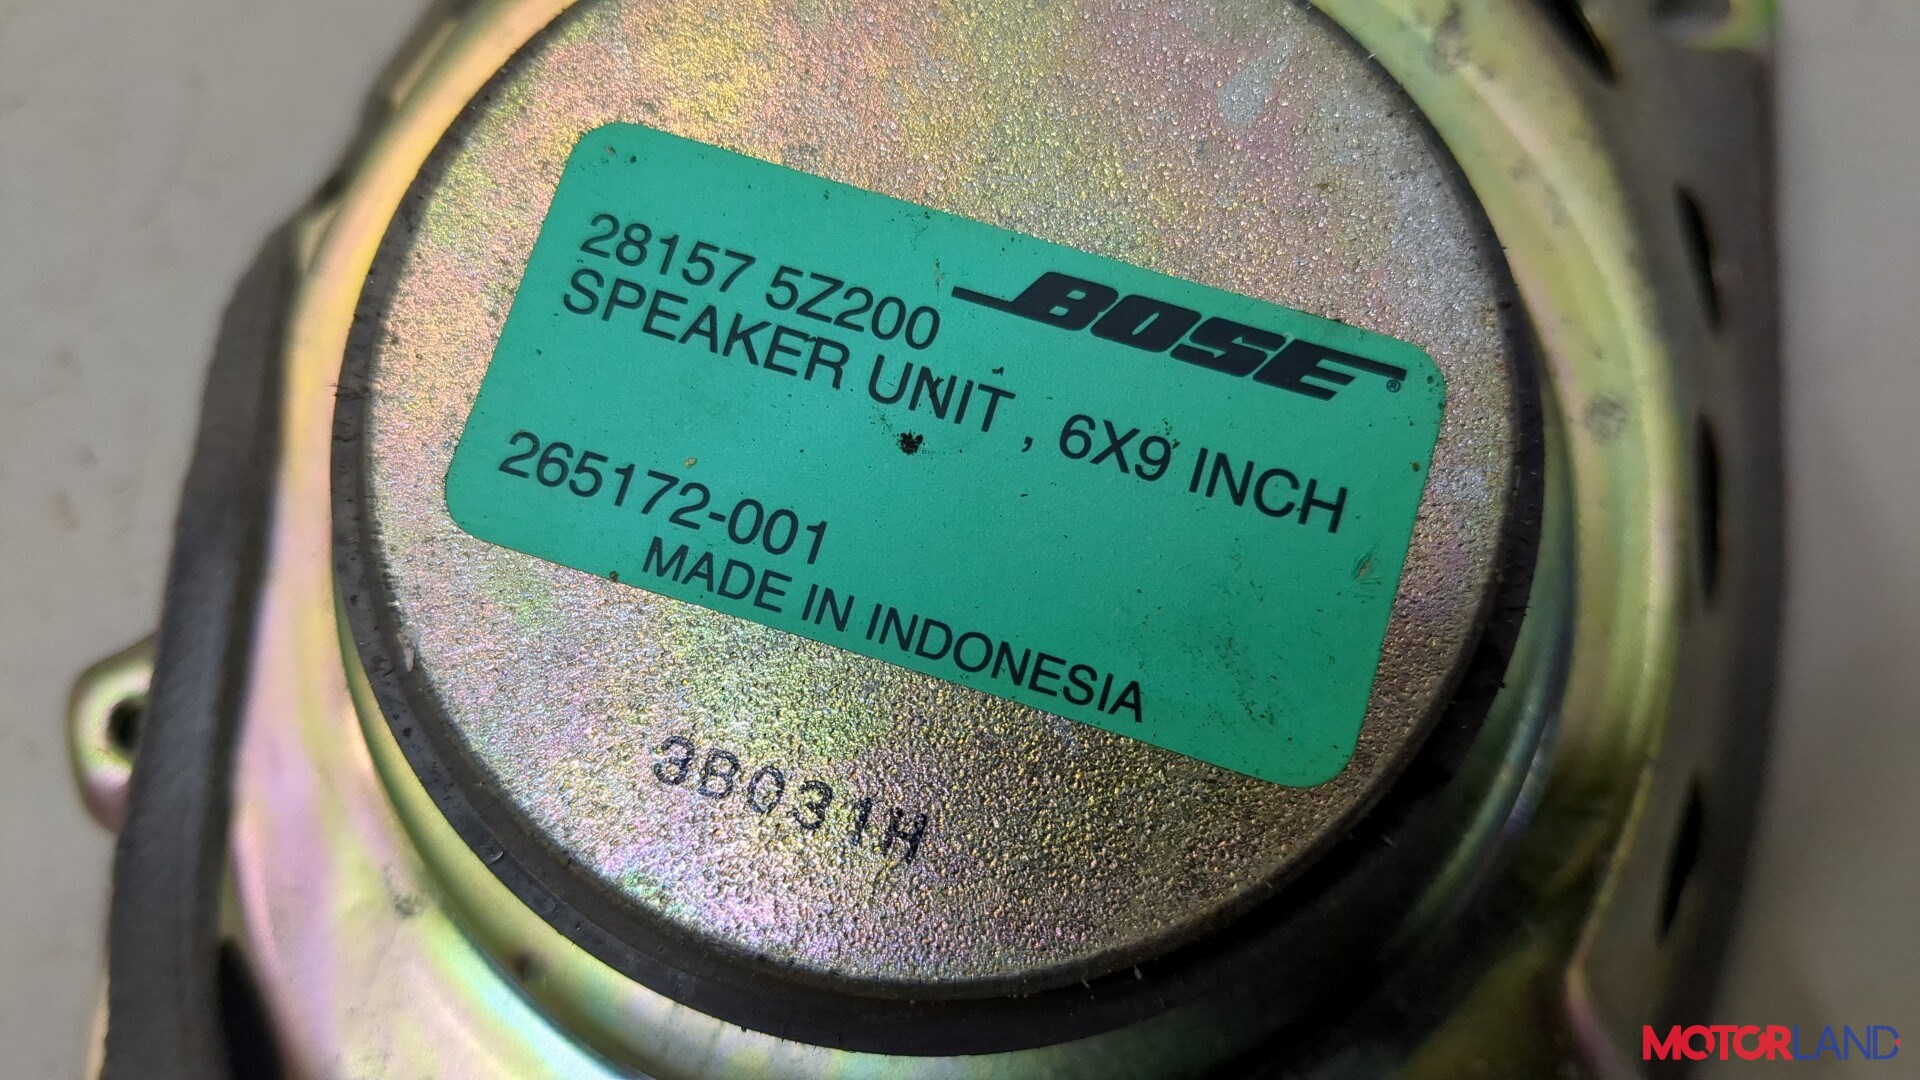 28157 5Z200
BOSE®
SPEAKER UNIT , 6X9 INCH
265172-001
MADE IN INDONESIA
3B031H
MOTORLAND